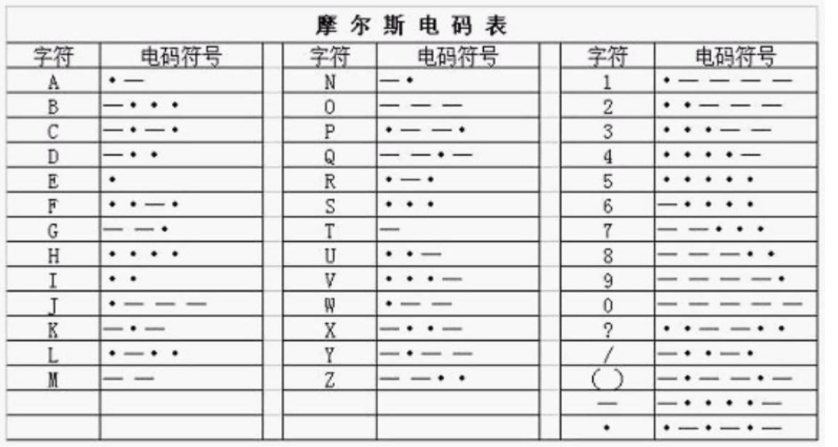 摩尔斯电码表
字符 电码符号 字符 电码符号 字符 电码符号
A •— N —• 1 •————
B —••• O ——— 2 ••———
C —•—• P •——• 3 •••——
D —•• Q ——•— 4 ••••—
E • R •—• 5 •••••
F ••—• S ••• 6 —••••
G ——• T — 7 ——•••
H •••• U ••— 8 ———••
I •• V •••— 9 ————•
J •——— W •—— 0 —————
K —•— X —••— ? ••——••
L •—•• Y —•—— / —••—•
M —— Z ——•• () —•——•—
— —••••—
• •—•—•—